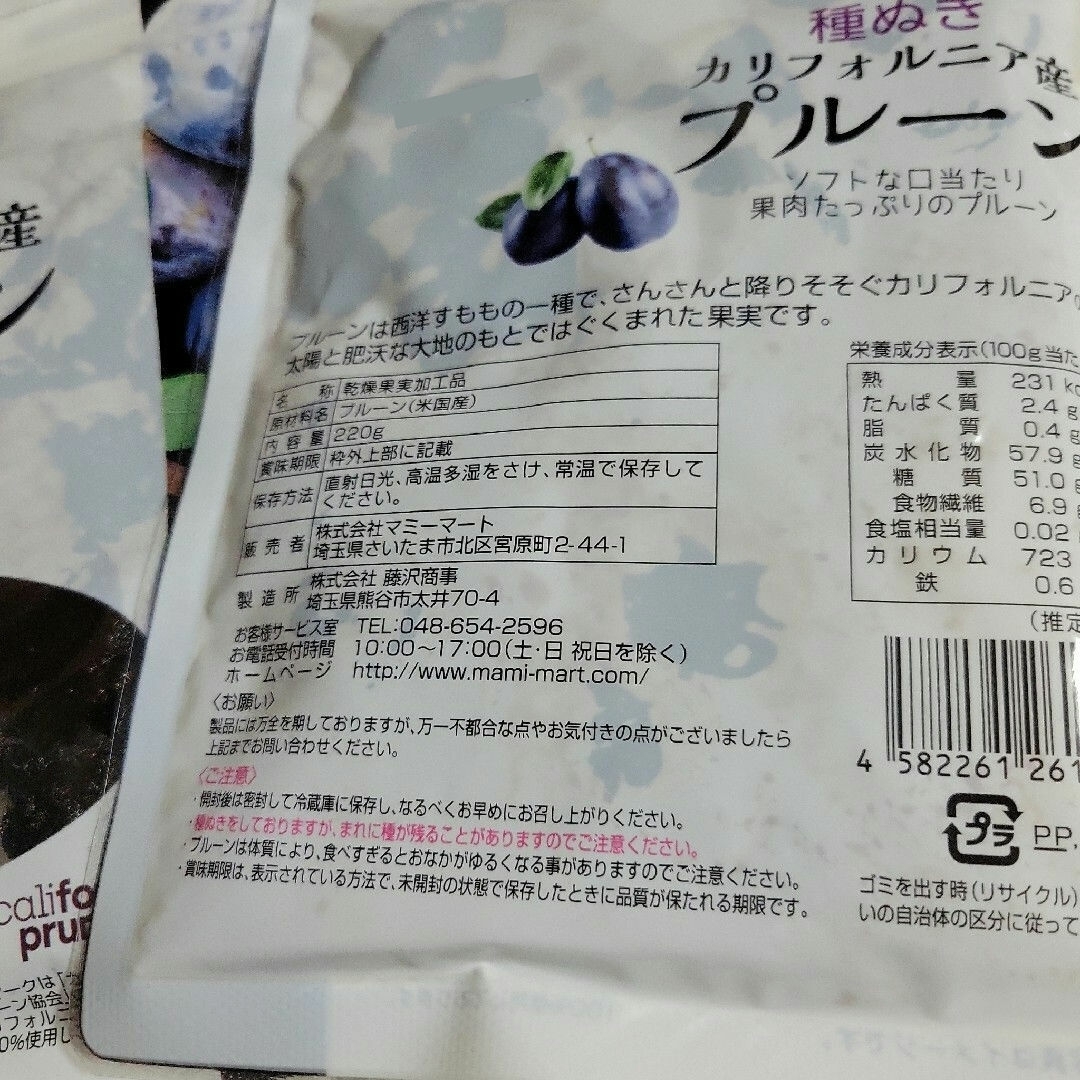 種ぬき
カリフォルニア産
プルーン
ソフトな口当たり
果肉たっぷりのプルーン
プルーンは西洋すももの一種で、さんさんと降りそそぐカリフォルニアの
太陽と肥沃な大地のもとではぐくまれた果実です。
名称 乾燥果実加工品
原材料名 プルーン(米国産)
内容量 220g
賞味期限 枠外上部に記載
保存方法 直射日光、高温多湿をさけ、常温で保存して
ください。
販売者 株式会社マミーマート
埼玉県さいたま市北区宮原町2-44-1
製造所 株式会社 藤沢商事
埼玉県熊谷市太井70-4
お客様サービス室 TEL:048-654-2596
お電話受付時間 10:00〜17:00(土・日 祝日を除く)
ホームページ http://www.mami-mart.com/
〈お願い〉
製品には万全を期しておりますが、万一不都合な点やお気付きの点がございましたら
上記までお問い合わせください。
〈ご注意〉
・開封後は密封して冷蔵庫に保存し、なるべくお早めにお召し上がりください。
・種ぬきをしておりますが、まれに種が残ることがありますのでご注意ください。
・プルーンは体質により、食べすぎるとおなかがゆるくなる事がありますのでご注意ください。
・賞味期限は、表示されている方法で、未開封の状態で保存したときに品質が保たれる期限です。
栄養成分表示(100g当た
熱量 231 kc
たんぱく質 2.4 g
脂質 0.4 g
炭水化物 57.9 g
糖質 51.0 g
食物繊維 6.9 g
食塩相当量 0.02 g
カリウム 723
鉄 0.6
(推定
4 582261 261
プラ PP.
ゴミを出す時(リサイクル)
いの自治体の区分に従って
産
ン
califo
prun
ークは
ーン協会
フォルニ
0%使用し